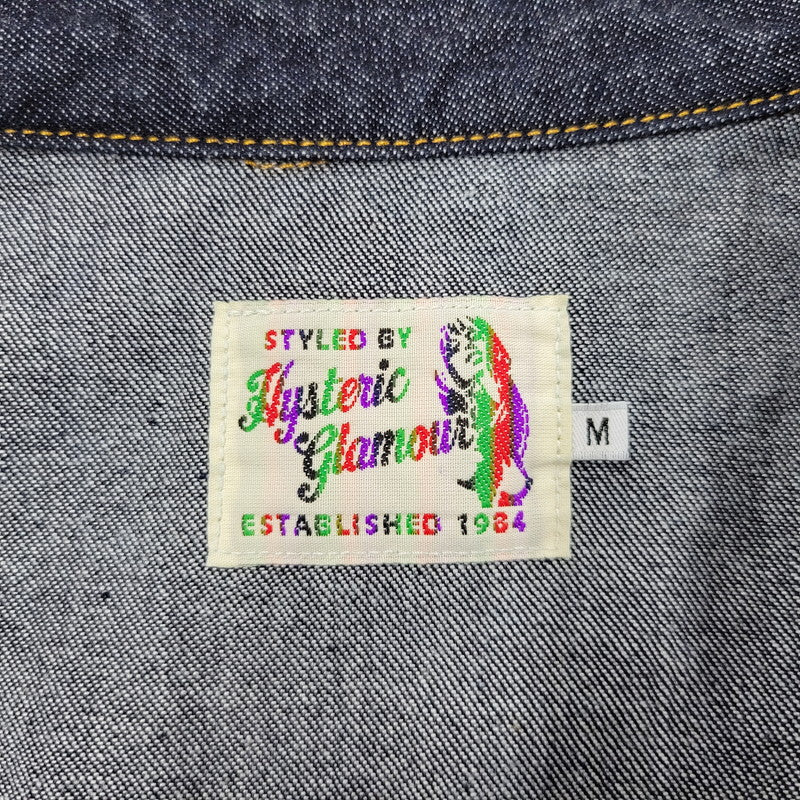 STYLED BY
Hysteric
Glamour
ESTABLISHED 1984
M